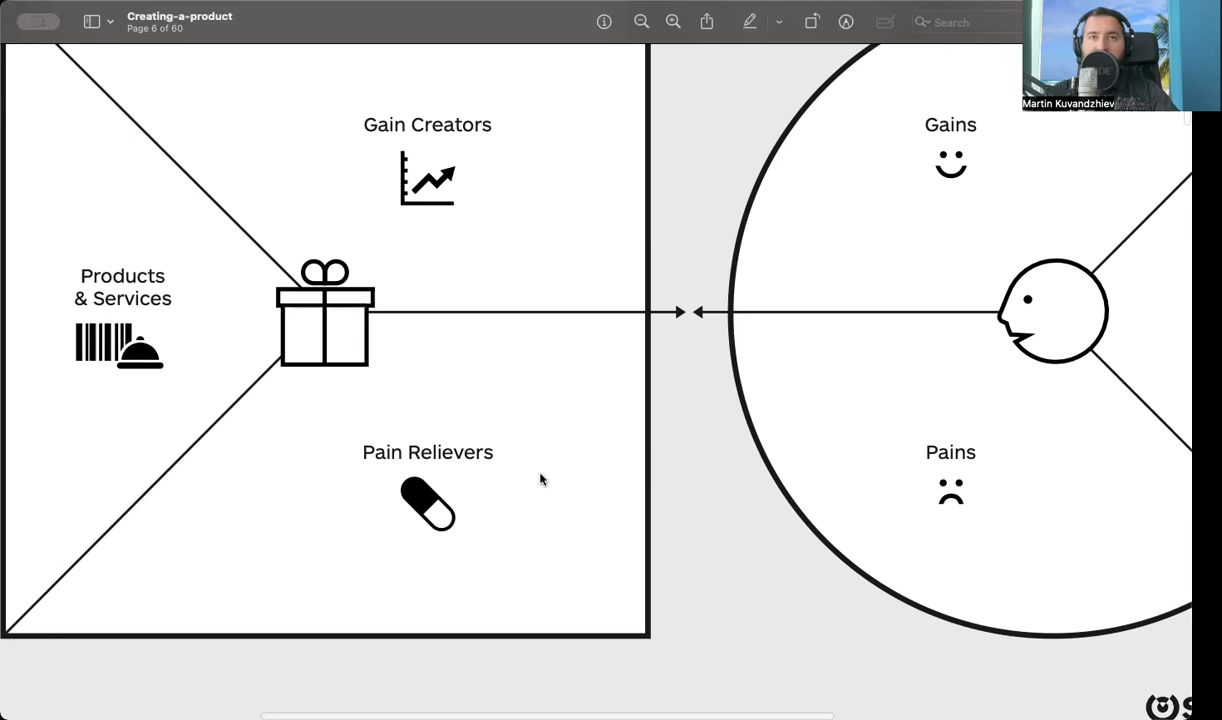 Creating-a-product
Page 6 of 60
Search
Martin Kuvandzhiev
Gain Creators
Gains
Products
& Services
Pain Relievers
Pains